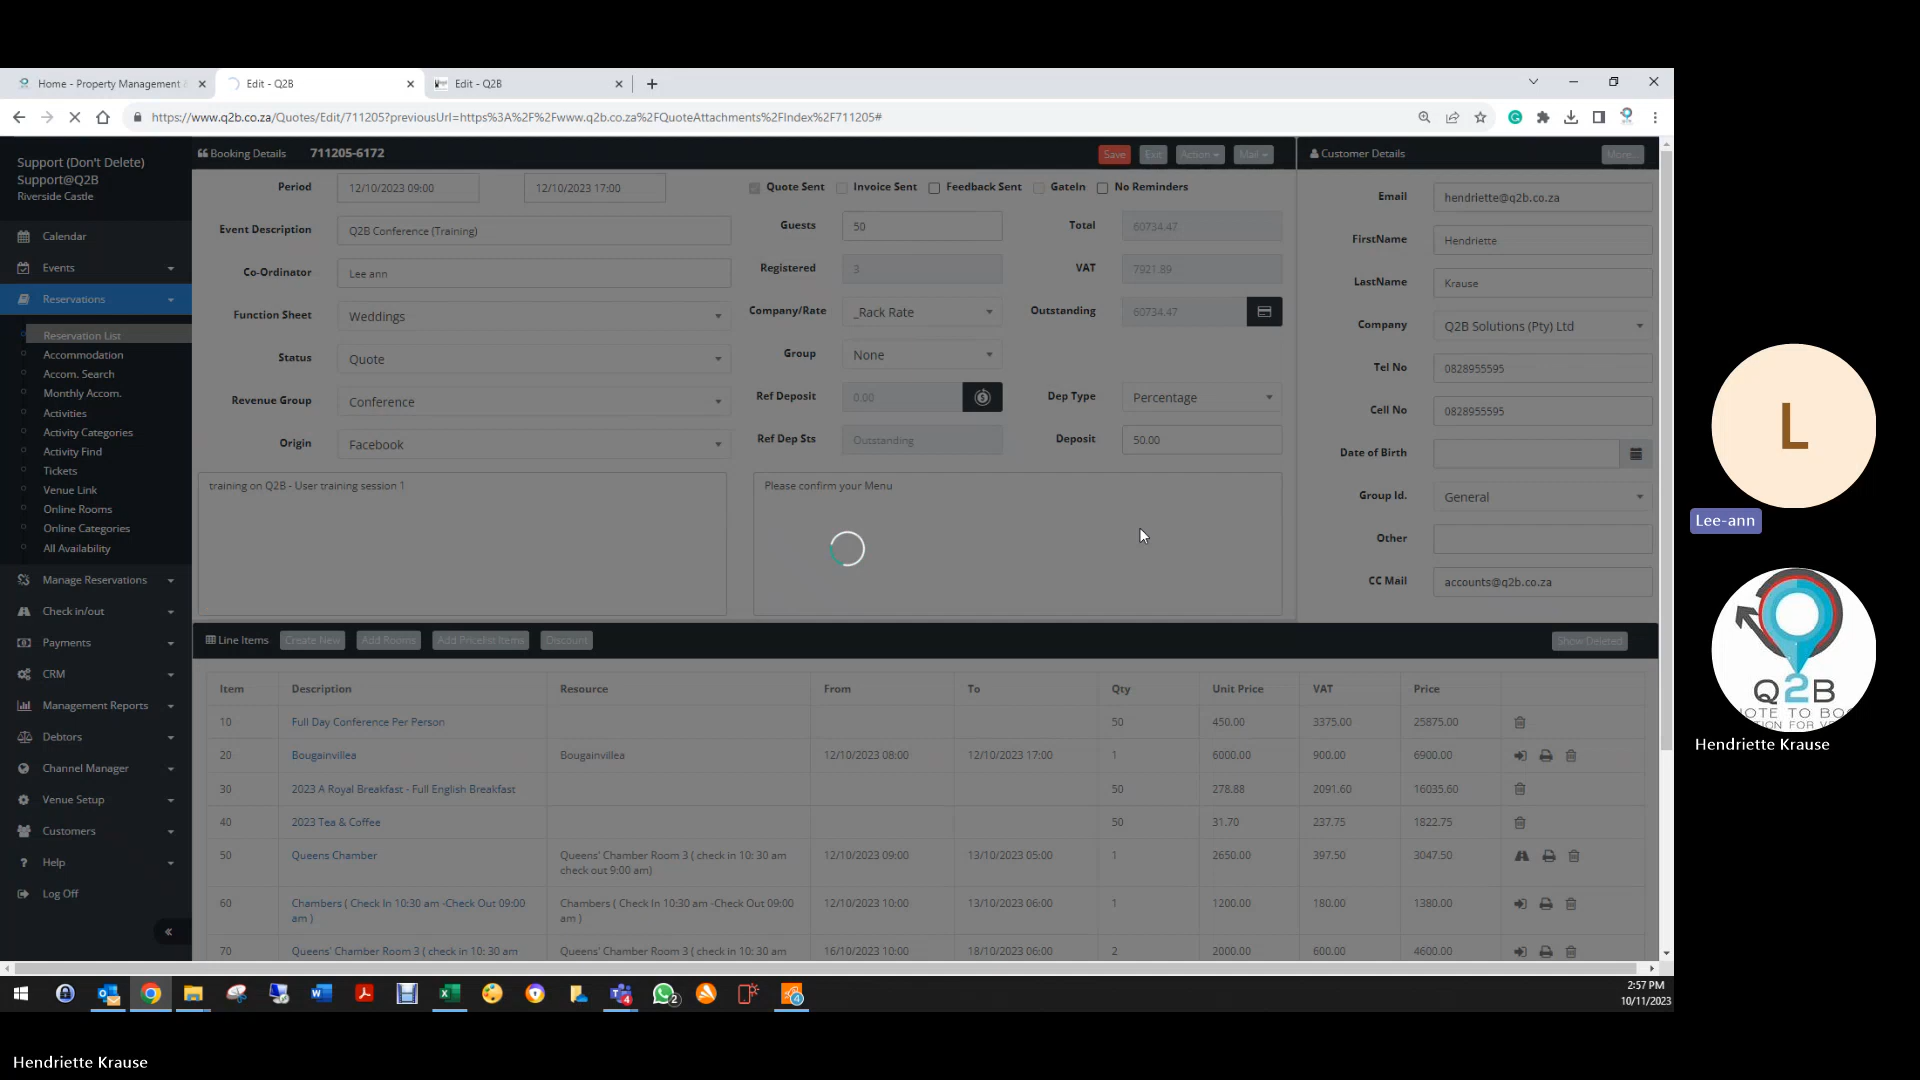 Home - Property Management
Edit - Q2B
Edit - Q2B
https://www.q2b.co.za/Quotes/Edit/711205?previousUrl=https%3A%2F%2Fwww.q2b.co.za%2FQuoteAttachments%2FIndex%2F711205#
Support (Don't Delete)
Support@Q2B
Riverside Castle
Calendar
Events
Reservations
Reservation List
Accommodation
Accom. Search
Monthly Accom.
Activities
Activity Categories
Activity Find
Tickets
Venue Link
Online Rooms
Online Categories
All Availability
Manage Reservations
Check in/out
Payments
CRM
Management Reports
Debtors
Channel Manager
Venue Setup
Customers
Help
Log Off
Booking Details 711205-6172 Save Exit Action Mail
Period 12/10/2023 09:00 12/10/2023 17:00
Event Description Q2B Conference (Training)
Co-Ordinator Lee ann
Function Sheet Weddings
Status Quote
Revenue Group Conference
Origin Facebook
training on Q2B - User training session 1
Quote Sent Invoice Sent Feedback Sent GateIn No Reminders
Guests 50 Total 60734.47
Registered 3 VAT 7921.89
Company/Rate _Rack Rate Outstanding 60734.47
Group None
Ref Deposit 0.00 Dep Type Percentage
Ref Dep Sts Outstanding Deposit 50.00
Please confirm your Menu
Customer Details More...
Email hendriette@q2b.co.za
FirstName Hendriette
LastName Krause
Company Q2B Solutions (Pty) Ltd
Tel No 0828955595
Cell No 0828955595
Date of Birth
Group Id. General
Other
CC Mail accounts@q2b.co.za
Line Items Create New Add Rooms Add Pricelist Items Discount Show Deleted
Item Description Resource From To Qty Unit Price VAT Price
10 Full Day Conference Per Person 50 450.00 3375.00 25875.00
20 Bougainvillea Bougainvillea 12/10/2023 08:00 12/10/2023 17:00 1 6000.00 900.00 6900.00
30 2023 A Royal Breakfast - Full English Breakfast 50 278.88 2091.60 16035.60
40 2023 Tea & Coffee 50 31.70 237.75 1822.75
50 Queens Chamber Queens' Chamber Room 3 ( check in 10: 30 am 12/10/2023 09:00 13/10/2023 05:00 1 2650.00 397.50 3047.50
check out 9:00 am)
60 Chambers ( Check In 10:30 am -Check Out 09:00 Chambers ( Check In 10:30 am -Check Out 09:00 12/10/2023 10:00 13/10/2023 06:00 1 1200.00 180.00 1380.00
am ) am )
70 Queens' Chamber Room 3 ( check in 10: 30 am Queens' Chamber Room 3 ( check in 10: 30 am 16/10/2023 10:00 18/10/2023 06:00 2 2000.00 600.00 4600.00
2:57 PM
10/11/2023
L
Lee-ann
Q2B
OTE TO BO
TION FOR V
Hendriette Krause
Hendriette Krause